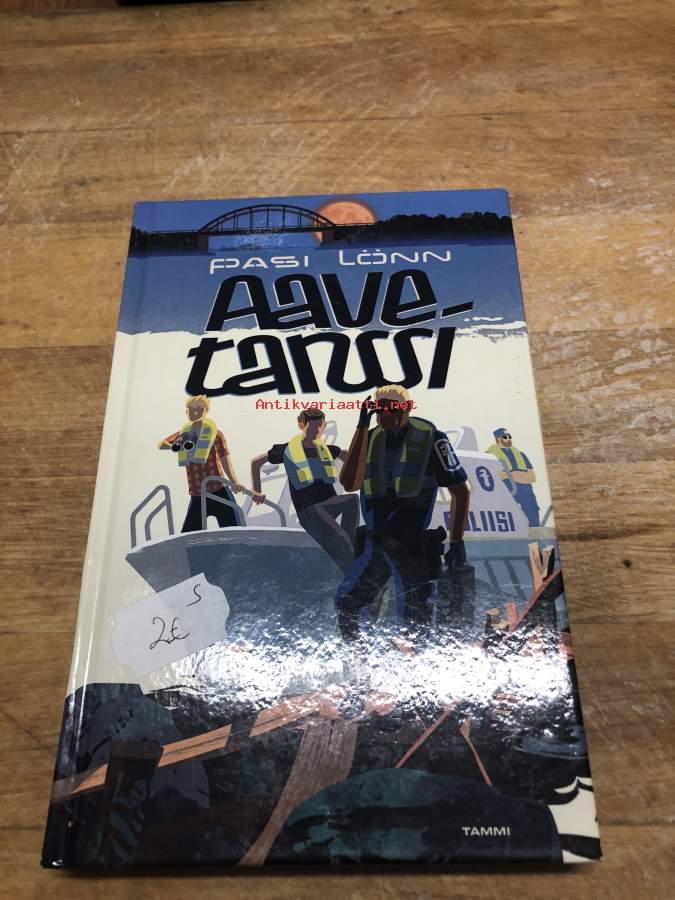 PASI LÖNN
Aave
tanssi
Antikvariaatti.net
POLIISI
S
2€
TAMMI